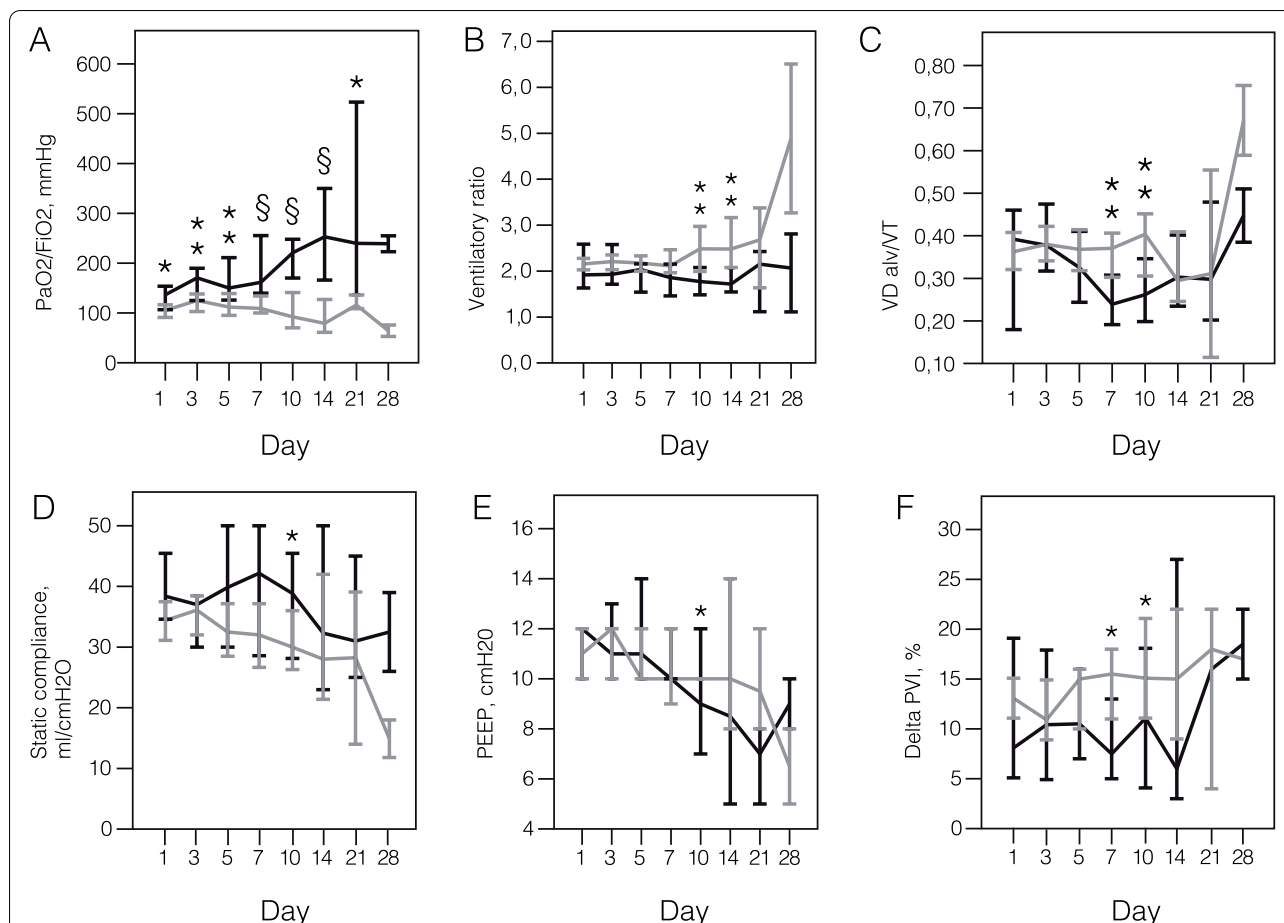 A
PaO2/FiO2, mmHg
600
500
400
300
200
100
0
*
*
*
*
*
§
§
§
*
1 3 5 7 10 14 21 28
Day
B
Ventilatory ratio
7,0
6,0
5,0
4,0
3,0
2,0
1,0
0,0
* *
* *
1 3 5 7 10 14 21 28
Day
C
VD alv/VT
0,80
0,70
0,60
0,50
0,40
0,30
0,20
0,10
* *
* *
1 3 5 7 10 14 21 28
Day
D
Static compliance,
ml/cmH2O
50
40
30
20
10
0
*
1 3 5 7 10 14 21 28
Day
E
PEEP, cmH20
16
14
12
10
8
6
4
*
1 3 5 7 10 14 21 28
Day
F
Delta PVI, %
30
25
20
15
10
5
0
*
*
1 3 5 7 10 14 21 28
Day